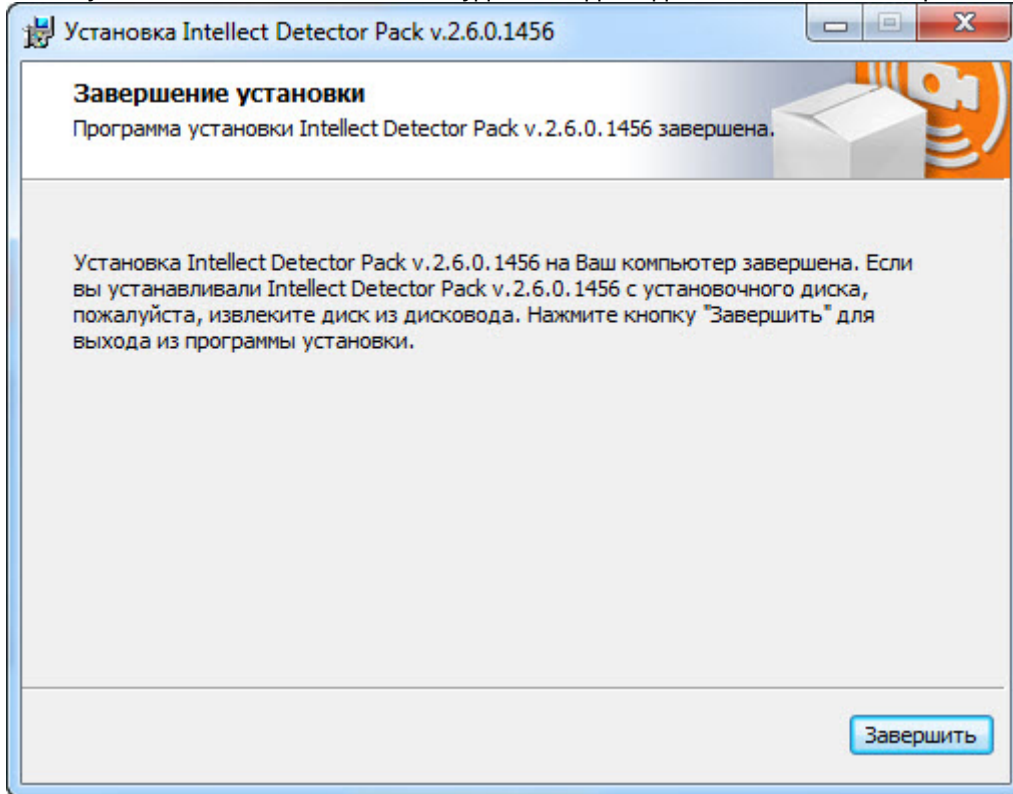 Установка Intellect Detector Pack v.2.6.0.1456
Завершение установки
Программа установки Intellect Detector Pack v.2.6.0.1456 завершена.
Установка Intellect Detector Pack v.2.6.0.1456 на Ваш компьютер завершена. Если
вы устанавливали Intellect Detector Pack v.2.6.0.1456 с установочного диска,
пожалуйста, извлеките диск из дисковода. Нажмите кнопку "Завершить" для
выхода из программы установки.
Завершить